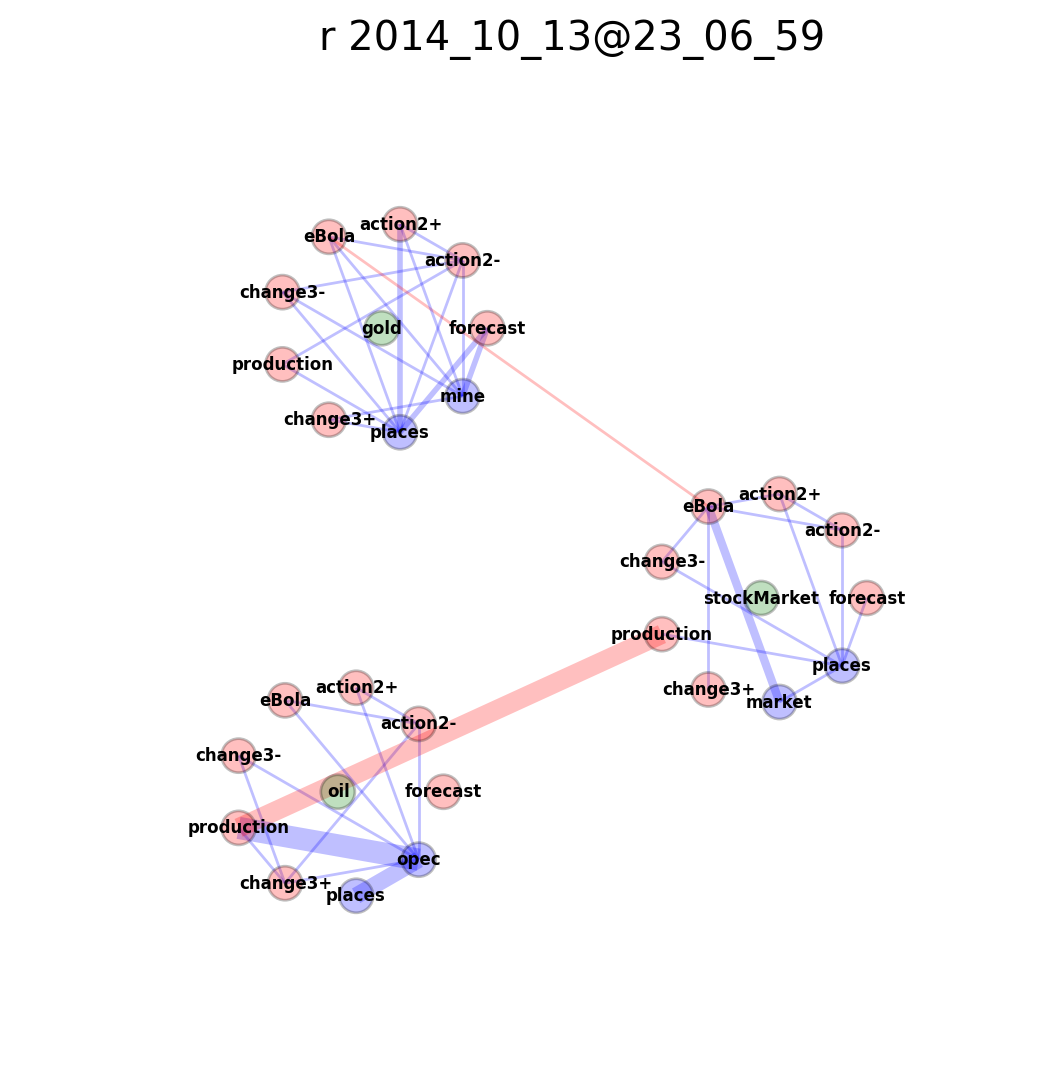 r 2014_10_13@23_06_59
action2+
eBola
action2-
change3-
gold
forecast
production
mine
change3+
places
action2+
eBola
action2-
change3-
stockMarket
forecast
production
places
change3+
market
action2+
eBola
action2-
change3-
oil
forecast
production
opec
change3+
places